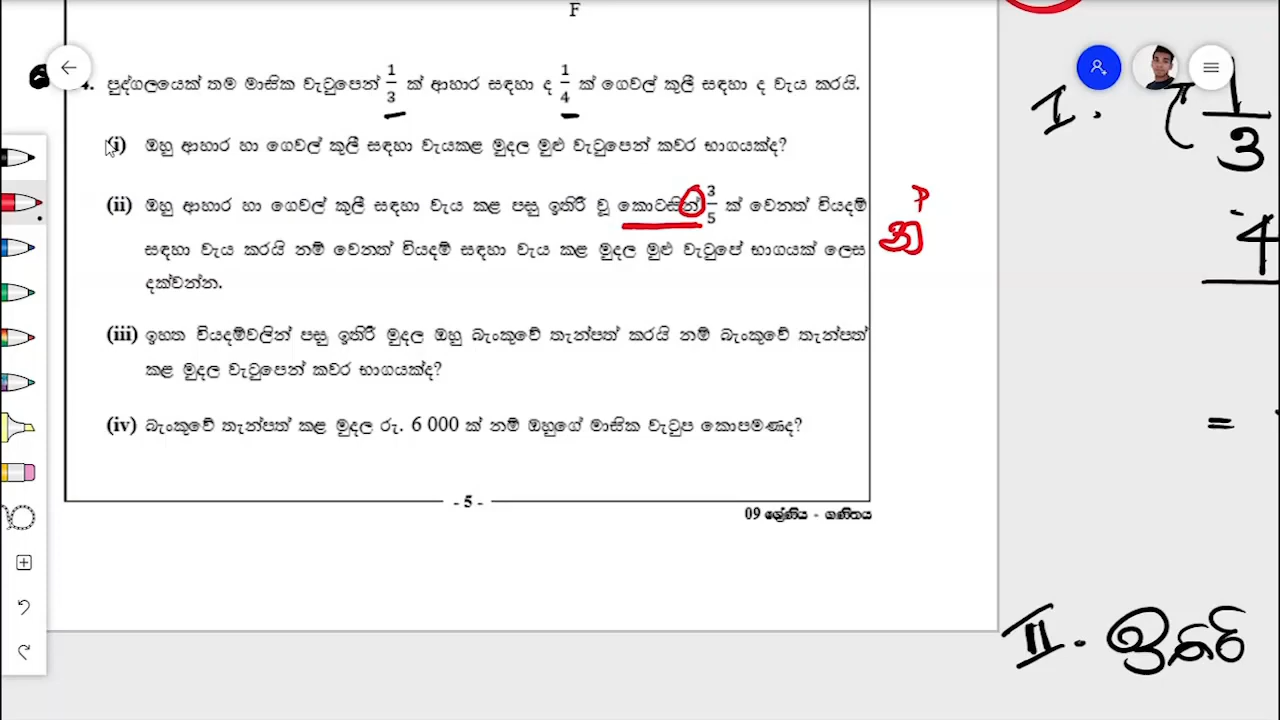 F
4. පුද්ගලයෙක් තම මාසික වැටුපෙන් 1/3 ක් ආහාර සඳහා ද 1/4 ක් ගෙවල් කුලී සඳහා ද වැය කරයි.
(i) ඔහු ආහාර හා ගෙවල් කුලී සඳහා වැයකළ මුදල මුළු වැටුපෙන් කවර භාගයක්ද?
(ii) ඔහු ආහාර හා ගෙවල් කුලී සඳහා වැය කළ පසු ඉතිරි වූ කොටසින් 3/5 ක් වෙනත් වියදම්
සඳහා වැය කරයි නම් වෙනත් වියදම් සඳහා වැය කළ මුදල මුළු වැටුපේ භාගයක් ලෙස
දක්වන්න.
(iii) ඉහත වියදම්වලින් පසු ඉතිරි මුදල ඔහු බැංකුවේ තැන්පත් කරයි නම් බැංකුවේ තැන්පත්
කළ මුදල වැටුපෙන් කවර භාගයක්ද?
(iv) බැංකුවේ තැන්පත් කළ මුදල රු. 6 000 ක් නම් ඔහුගේ මාසික වැටුප කොපමණද?
- 5 -
09 ශ්‍රේණිය - ගණිතය
න්
I. 1/3
4
=
II. ඉතිරි